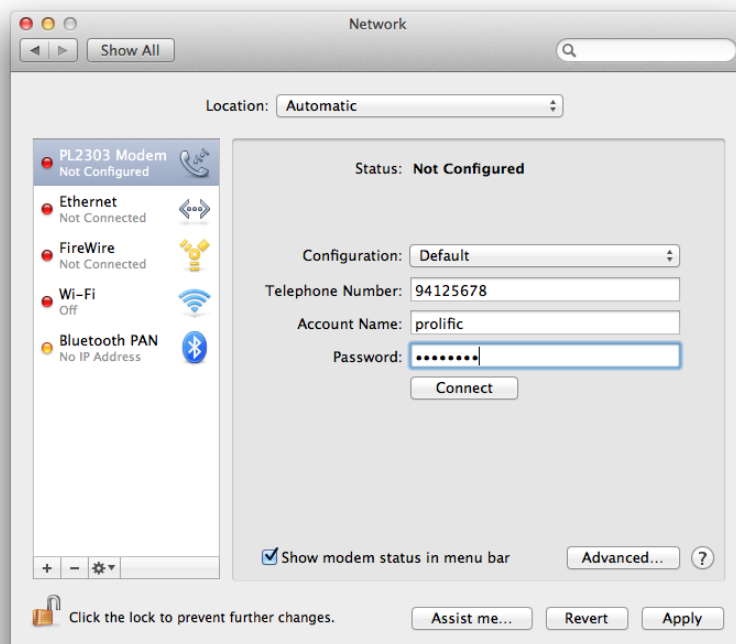 Network
Show All
Location: Automatic
PL2303 Modem
Not Configured
Ethernet
Not Connected
FireWire
Not Connected
Wi-Fi
Off
Bluetooth PAN
No IP Address
Status: Not Configured
Configuration: Default
Telephone Number: 94125678
Account Name: prolific
Password: ••••••••
Connect
Show modem status in menu bar
Advanced... ?
Click the lock to prevent further changes.
Assist me... Revert Apply